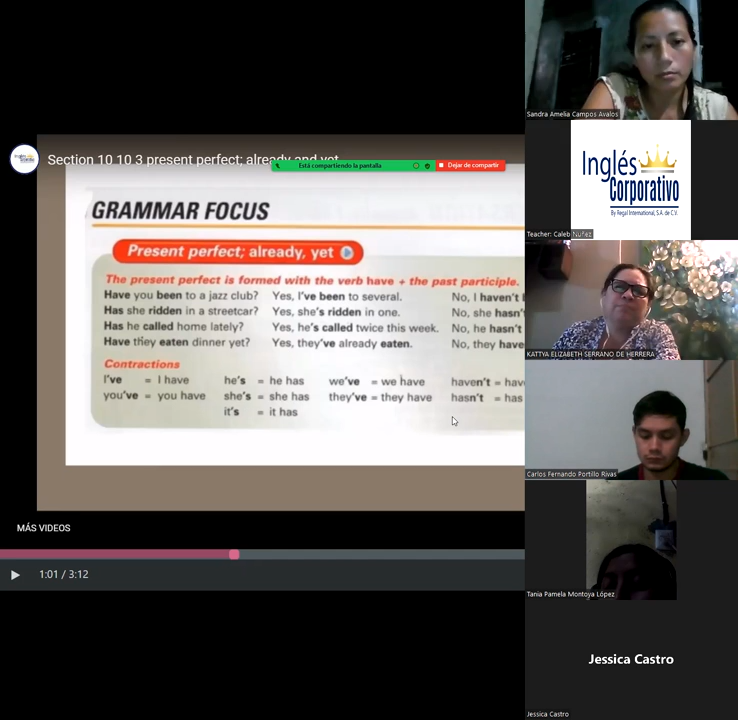 Section 10 10 3 present perfect; already and yet
Está compartiendo la pantalla
Dejar de compartir
GRAMMAR FOCUS
Present perfect; already, yet
The present perfect is formed with the verb have + the past participle.
Have you been to a jazz club? Yes, I've been to several. No, I haven't
Has she ridden in a streetcar? Yes, she's ridden in one. No, she hasn'
Has he called home lately? Yes, he's called twice this week. No, he hasn't
Have they eaten dinner yet? Yes, they've already eaten. No, they have
Contractions
I've = I have he's = he has we've = we have haven't = hav
you've = you have she's = she has they've = they have hasn't = has
it's = it has
MÁS VIDEOS
1:01 / 3:12
Sandra Amelia Campos Avalos
Inglés
Corporativo
By Regal International, S.A. de C.V.
Teacher: Caleb Nuñez
KATTYA ELIZABETH SERRANO DE HERRERA
Carlos Fernando Portillo Rivas
Tania Pamela Montoya López
Jessica Castro
Jessica Castro